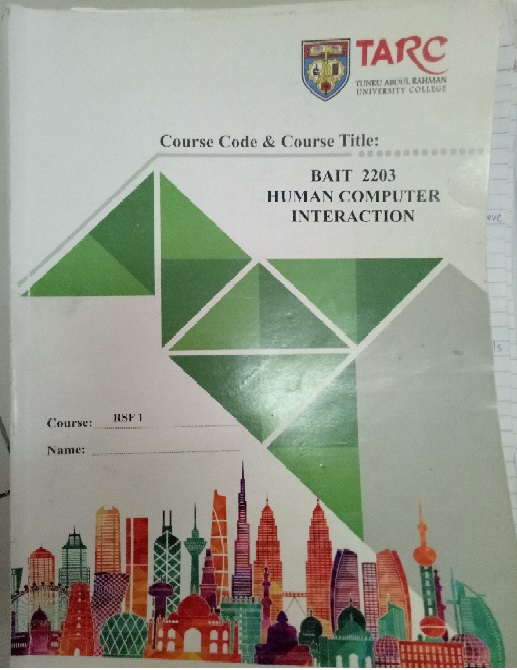 TARC
TUNKU ABDUL RAHMAN
UNIVERSITY COLLEGE
Course Code & Course Title:
BAIT 2203
HUMAN COMPUTER
INTERACTION
Course: RSF 1
Name: